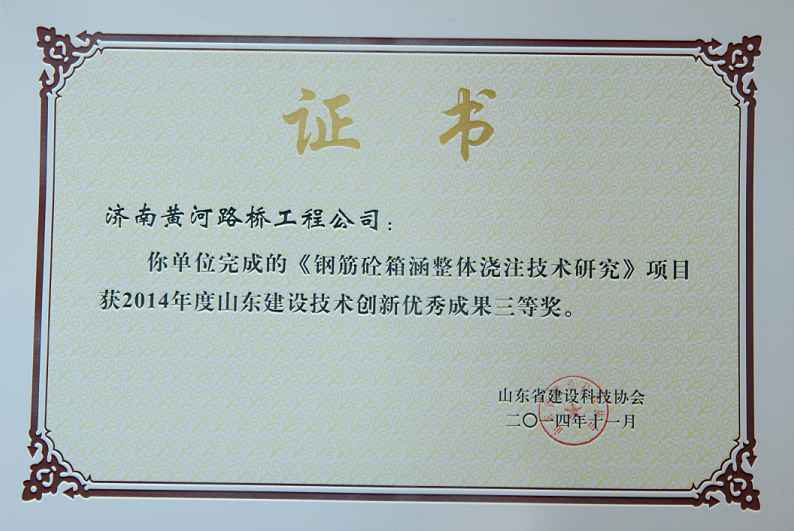 证 书
济南黄河路桥工程公司：
你单位完成的《钢筋砼箱涵整体浇注技术研究》项目
获2014年度山东建设技术创新优秀成果三等奖。
山东省建设科技协会
二〇一四年十一月